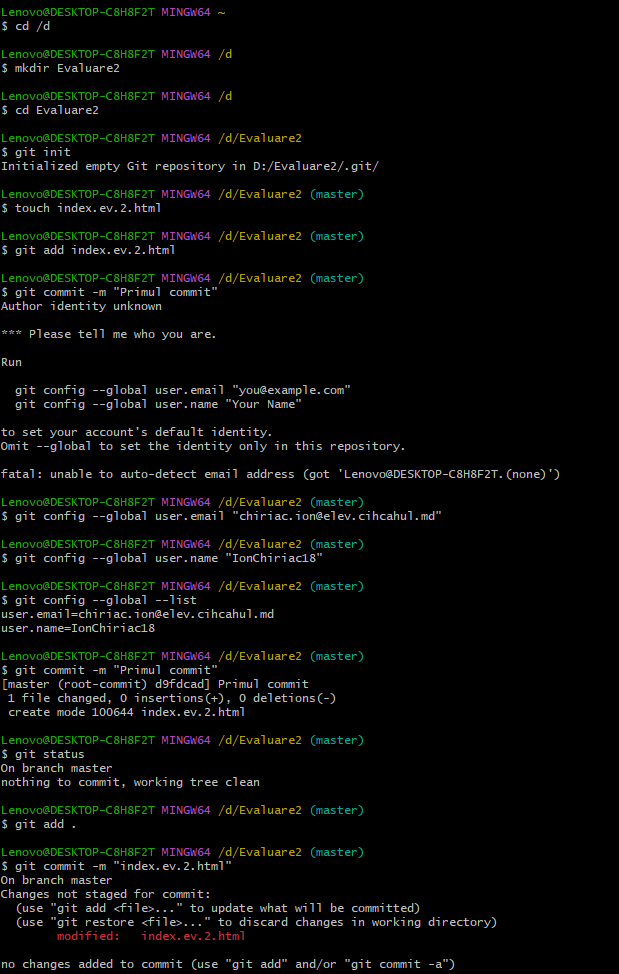 Lenovo@DESKTOP-C8H8F2T MINGW64 ~
$ cd /d
Lenovo@DESKTOP-C8H8F2T MINGW64 /d
$ mkdir Evaluare2
Lenovo@DESKTOP-C8H8F2T MINGW64 /d
$ cd Evaluare2
Lenovo@DESKTOP-C8H8F2T MINGW64 /d/Evaluare2
$ git init
Initialized empty Git repository in D:/Evaluare2/.git/
Lenovo@DESKTOP-C8H8F2T MINGW64 /d/Evaluare2 (master)
$ touch index.ev.2.html
Lenovo@DESKTOP-C8H8F2T MINGW64 /d/Evaluare2 (master)
$ git add index.ev.2.html
Lenovo@DESKTOP-C8H8F2T MINGW64 /d/Evaluare2 (master)
$ git commit -m "Primul commit"
Author identity unknown
*** Please tell me who you are.
Run
git config --global user.email "you@example.com"
git config --global user.name "Your Name"
to set your account's default identity.
Omit --global to set the identity only in this repository.
fatal: unable to auto-detect email address (got 'Lenovo@DESKTOP-C8H8F2T.(none)')
Lenovo@DESKTOP-C8H8F2T MINGW64 /d/Evaluare2 (master)
$ git config --global user.email "chiriac.ion@elev.cihcahul.md"
Lenovo@DESKTOP-C8H8F2T MINGW64 /d/Evaluare2 (master)
$ git config --global user.name "IonChiriac18"
Lenovo@DESKTOP-C8H8F2T MINGW64 /d/Evaluare2 (master)
$ git config --global --list
user.email=chiriac.ion@elev.cihcahul.md
user.name=IonChiriac18
Lenovo@DESKTOP-C8H8F2T MINGW64 /d/Evaluare2 (master)
$ git commit -m "Primul commit"
[master (root-commit) d9fdcad] Primul commit
1 file changed, 0 insertions(+), 0 deletions(-)
create mode 100644 index.ev.2.html
Lenovo@DESKTOP-C8H8F2T MINGW64 /d/Evaluare2 (master)
$ git status
On branch master
nothing to commit, working tree clean
Lenovo@DESKTOP-C8H8F2T MINGW64 /d/Evaluare2 (master)
$ git add .
Lenovo@DESKTOP-C8H8F2T MINGW64 /d/Evaluare2 (master)
$ git commit -m "index.ev.2.html"
On branch master
Changes not staged for commit:
(use "git add <file>..." to update what will be committed)
(use "git restore <file>..." to discard changes in working directory)
modified:   index.ev.2.html
no changes added to commit (use "git add" and/or "git commit -a")